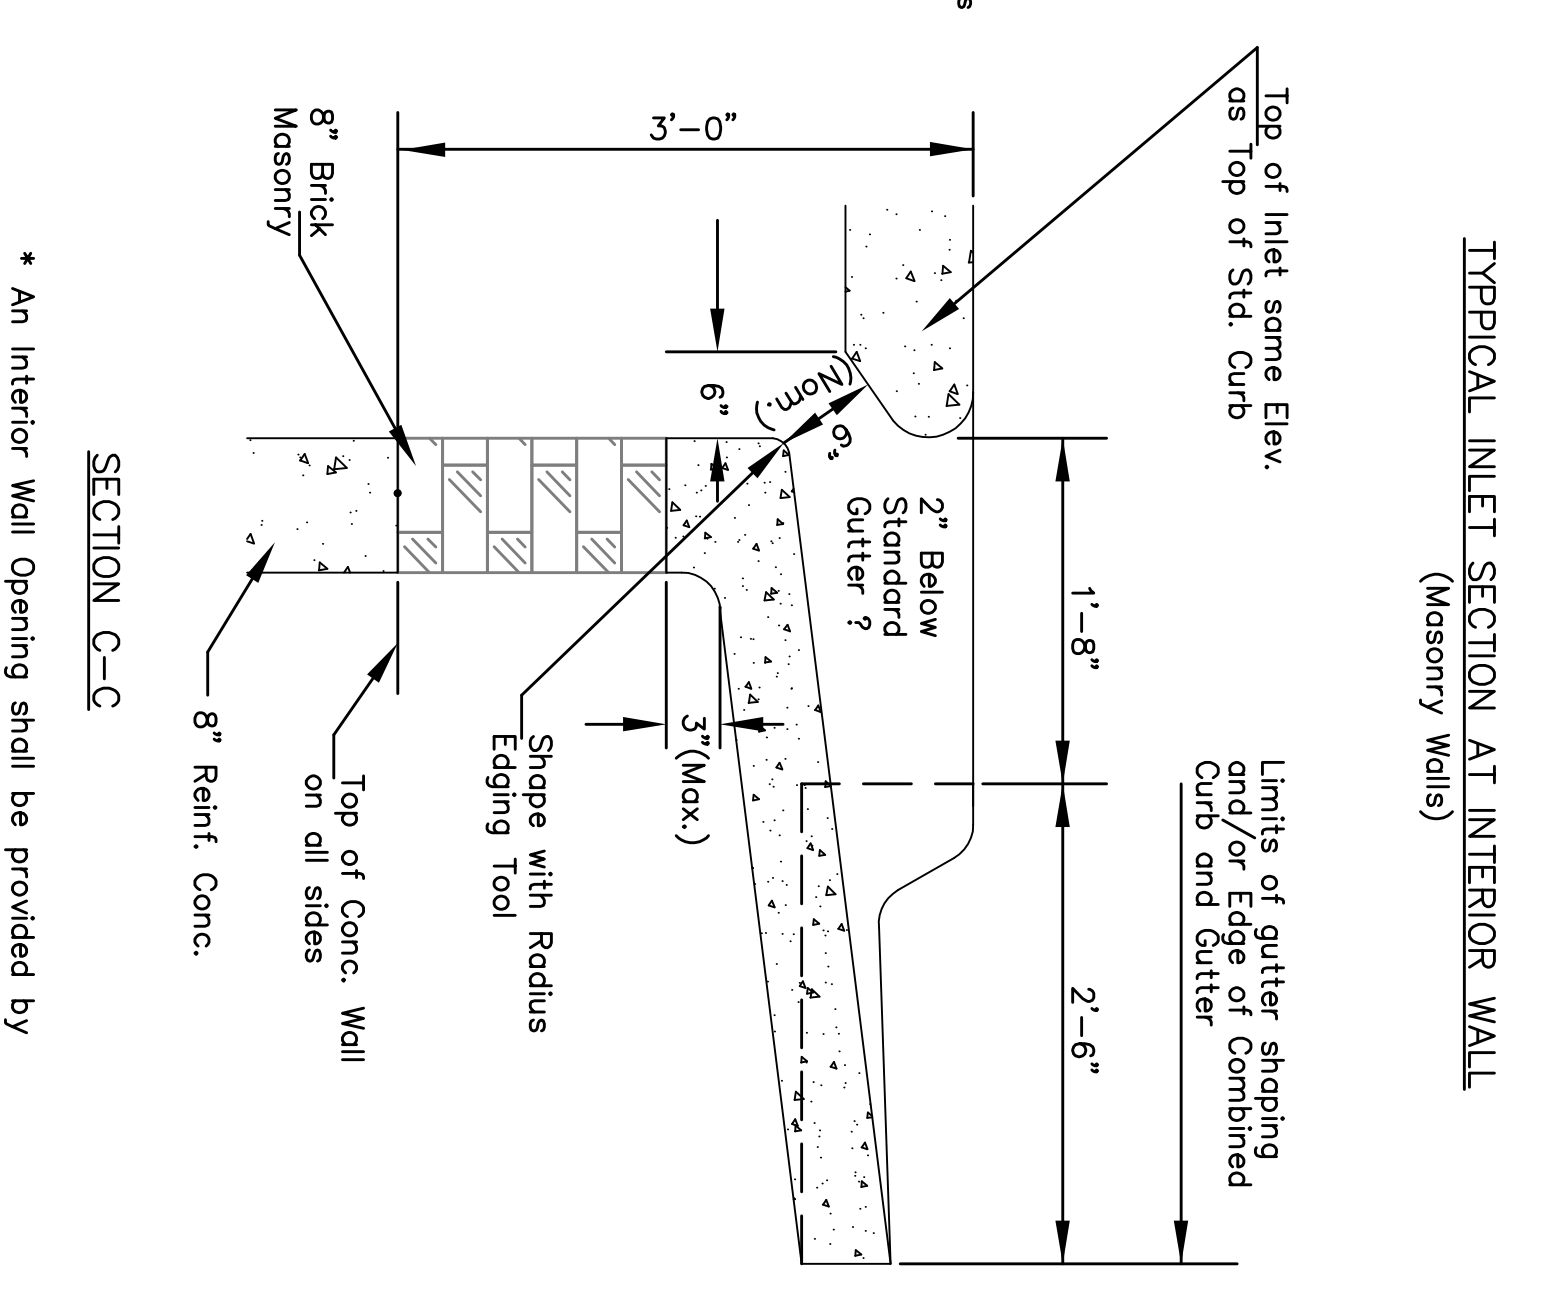 TYPPICAL INLET SECTION AT INTERIOR WALL
(Masonry Walls)
Top of Inlet same Elev.
as Top of Std. Curb
Limits of gutter shaping
and/or Edge of Combined
Curb and Gutter
1'-8"
2'-6"
3'-0"
2" Below
Standard
Gutter ?
6"
(Nom.)
6"
3"(Max.)
Shape with Radius
Edging Tool
8" Brick
Masonry
Top of Conc. Wall
on all sides
8" Reinf. Conc.
SECTION C-C
* An Interior Wall Opening shall be provided by
s